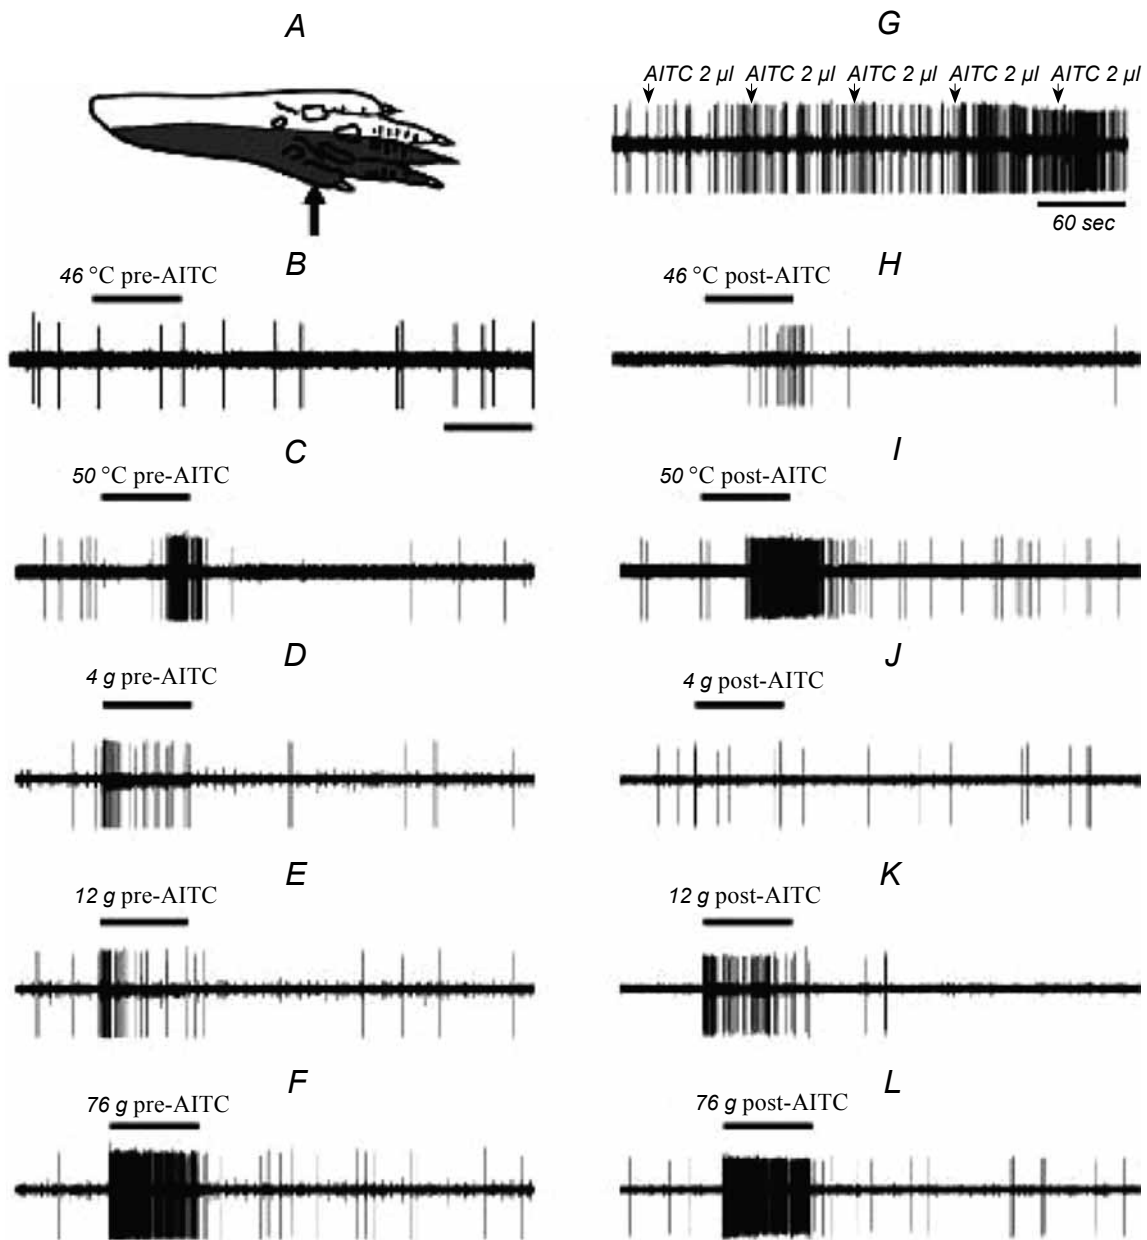 A
G
AITC 2 µl AITC 2 µl AITC 2 µl AITC 2 µl AITC 2 µl
60 sec
B
46 °C pre-AITC
H
46 °C post-AITC
C
50 °C pre-AITC
I
50 °C post-AITC
D
4 g pre-AITC
J
4 g post-AITC
E
12 g pre-AITC
K
12 g post-AITC
F
76 g pre-AITC
L
76 g post-AITC